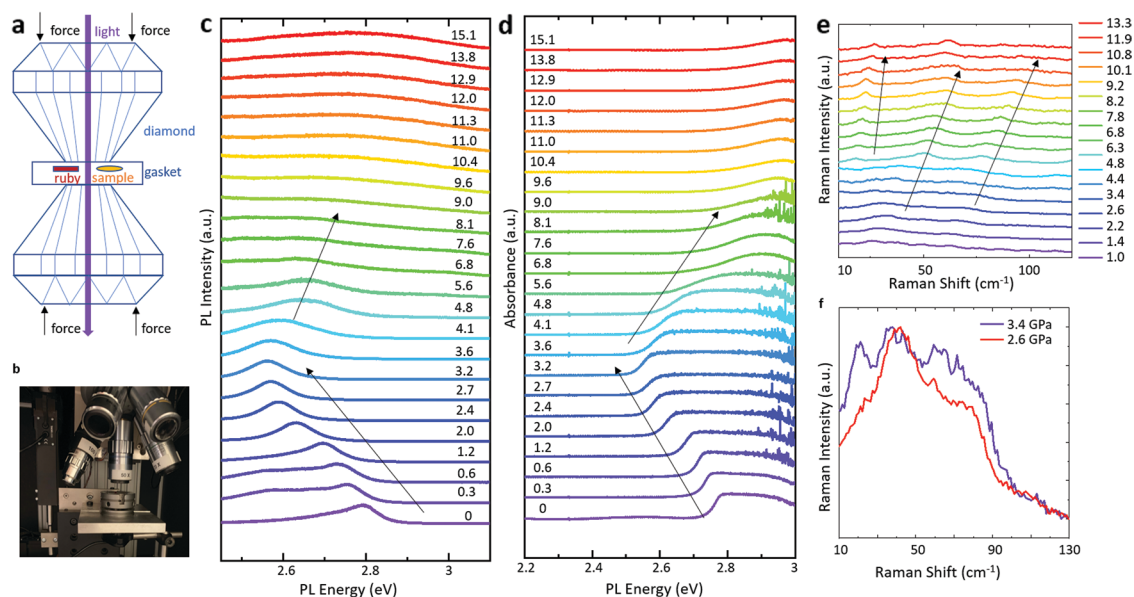 a
force
light
force
diamond
gasket
ruby
sample
force
force
b
c
15.1
13.8
12.9
12.0
11.3
11.0
10.4
9.6
9.0
8.1
7.6
6.8
5.6
4.8
4.1
3.6
3.2
2.7
2.4
2.0
1.2
0.6
0.3
0
PL Intensity (a.u.)
2.6 2.8 3
PL Energy (eV)
d
15.1
13.8
12.9
12.0
11.3
11.0
10.4
9.6
9.0
8.1
7.6
6.8
5.6
4.8
4.1
3.6
3.2
2.7
2.4
2.0
1.2
0.6
0.3
0
Absorbance (a.u.)
2.2 2.4 2.6 2.8 3
PL Energy (eV)
e
13.3
11.9
10.8
10.1
9.2
8.2
7.8
6.8
6.3
4.8
4.4
3.4
2.6
2.2
1.4
1.0
Raman Intensity (a.u.)
10 50 100
Raman Shift (cm⁻¹)
f
3.4 GPa
2.6 GPa
Raman Intensity (a.u.)
10 50 90 130
Raman Shift (cm⁻¹)